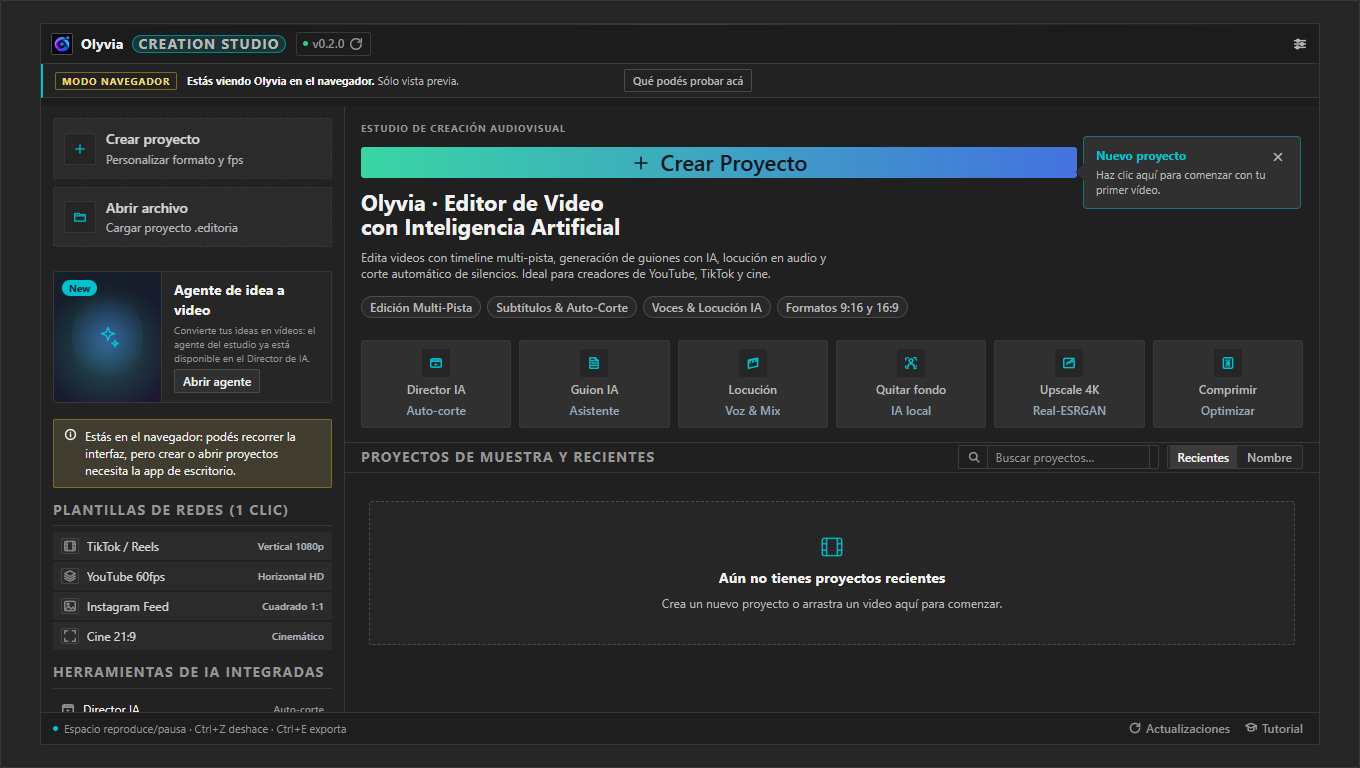 Olyvia CREATION STUDIO v0.2.0
MODO NAVEGADOR Estás viendo Olyvia en el navegador. Sólo vista previa. Qué podés probar acá
Crear proyecto
Personalizar formato y fps
Abrir archivo
Cargar proyecto .editoria
New
Agente de idea a
video
Convierte tus ideas en vídeos: el
agente del estudio ya está
disponible en el Director de IA.
Abrir agente
Estás en el navegador: podés recorrer la
interfaz, pero crear o abrir proyectos
necesita la app de escritorio.
PLANTILLAS DE REDES (1 CLIC)
TikTok / Reels Vertical 1080p
YouTube 60fps Horizontal HD
Instagram Feed Cuadrado 1:1
Cine 21:9 Cinemático
HERRAMIENTAS DE IA INTEGRADAS
Director IA Auto-corte
ESTUDIO DE CREACIÓN AUDIOVISUAL
+ Crear Proyecto
Nuevo proyecto
Haz clic aquí para comenzar con tu
primer vídeo.
Olyvia · Editor de Video
con Inteligencia Artificial
Edita videos con timeline multi-pista, generación de guiones con IA, locución en audio y
corte automático de silencios. Ideal para creadores de YouTube, TikTok y cine.
Edición Multi-Pista Subtítulos & Auto-Corte Voces & Locución IA Formatos 9:16 y 16:9
Director IA
Auto-corte
Guion IA
Asistente
Locución
Voz & Mix
Quitar fondo
IA local
Upscale 4K
Real-ESRGAN
Comprimir
Optimizar
PROYECTOS DE MUESTRA Y RECIENTES
Buscar proyectos...
Recientes Nombre
Aún no tienes proyectos recientes
Crea un nuevo proyecto o arrastra un video aquí para comenzar.
Espacio reproduce/pausa · Ctrl+Z deshace · Ctrl+E exporta
Actualizaciones Tutorial